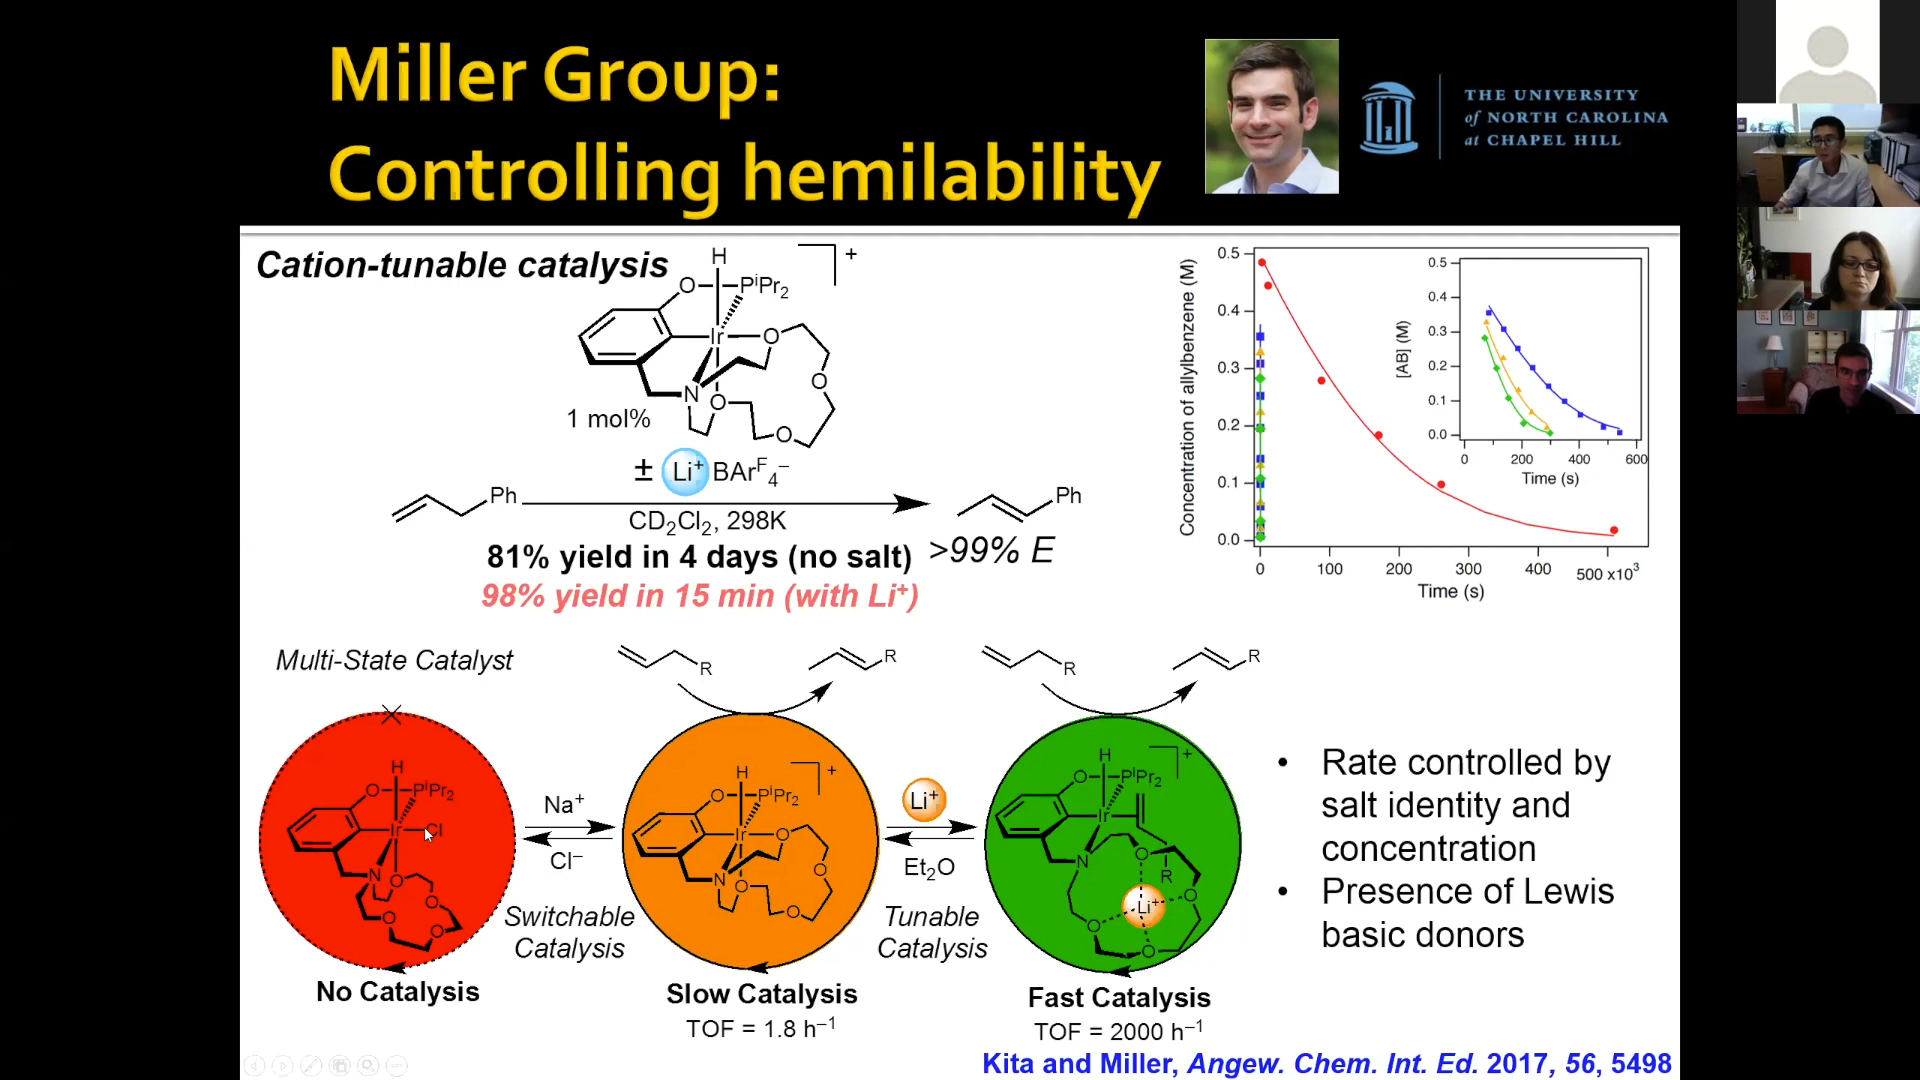 Miller Group:
Controlling hemilability
THE UNIVERSITY
of NORTH CAROLINA
at CHAPEL HILL
Cation-tunable catalysis
H
+
O
PⁱPr₂
Ir
O
O
N
O
O
1 mol%
± Li⁺ BArF₄⁻
Ph
CD₂Cl₂, 298K
Ph
81% yield in 4 days (no salt)
>99% E
98% yield in 15 min (with Li⁺)
Concentration of allylbenzene (M)
0.5
0.4
0.3
0.2
0.1
0.0
0 100 200 300 400 500 x10³
Time (s)
[AB] (M)
0.5
0.4
0.3
0.2
0.1
0.0
0 200 400 600
Time (s)
Multi-State Catalyst
R
R
R
R
H
O
PⁱPr₂
Ir
Cl
N
O
O
O
O
Na⁺
Cl⁻
Switchable
Catalysis
H
+
O
PⁱPr₂
Ir
O
O
N
O
O
Li⁺
Et₂O
Tunable
Catalysis
H
+
O
PⁱPr₂
Ir
N
O
R
O
Li⁺
O
O
No Catalysis
Slow Catalysis
TOF = 1.8 h⁻¹
Fast Catalysis
TOF = 2000 h⁻¹
• Rate controlled by
salt identity and
concentration
• Presence of Lewis
basic donors
Kita and Miller, Angew. Chem. Int. Ed. 2017, 56, 5498